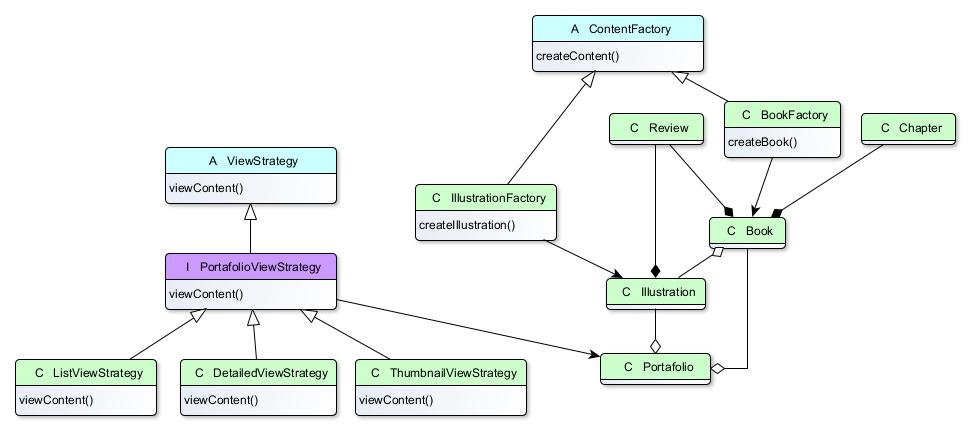 A ContentFactory
createContent()
C Review
C BookFactory
createBook()
C Chapter
A ViewStrategy
viewContent()
C IllustrationFactory
createIllustration()
C Book
I PortafolioViewStrategy
viewContent()
C Illustration
C ListViewStrategy
viewContent()
C DetailedViewStrategy
viewContent()
C ThumbnailViewStrategy
viewContent()
C Portafolio